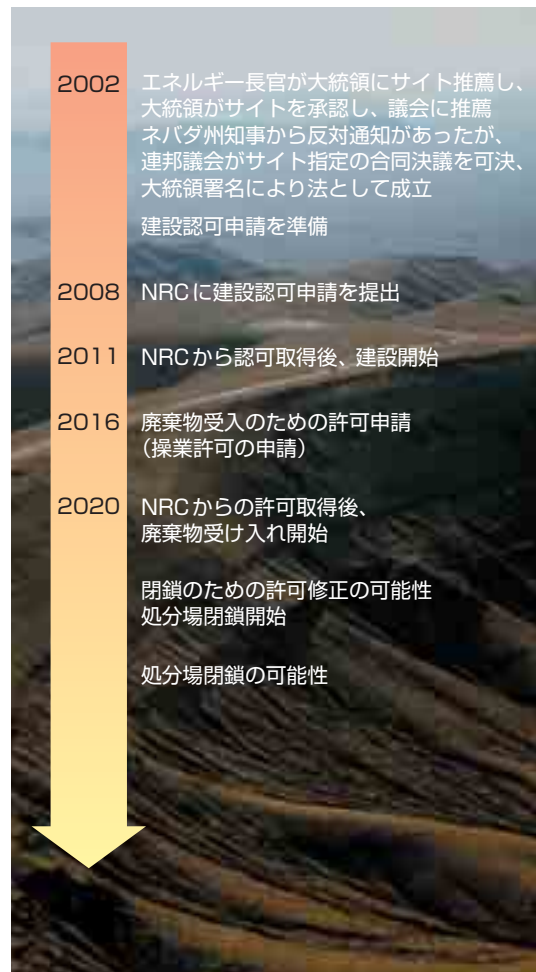 2002 エネルギー長官が大統領にサイト推薦し、
大統領がサイトを承認し、議会に推薦
ネバダ州知事から反対通知があったが、
連邦議会がサイト指定の合同決議を可決、
大統領署名により法として成立
建設認可申請を準備
2008 NRCに建設認可申請を提出
2011 NRCから認可取得後、建設開始
2016 廃棄物受入のための許可申請
（操業許可の申請）
2020 NRCからの許可取得後、
廃棄物受け入れ開始
閉鎖のための許可修正の可能性
処分場閉鎖開始
処分場閉鎖の可能性